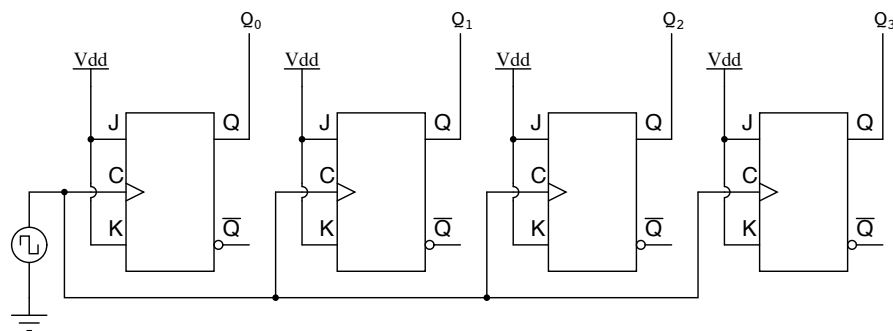 Q₀ Q₁ Q₂ Q₃
Vdd Vdd Vdd Vdd
J Q J Q J Q J Q
C C C C
K Q̅ K Q̅ K Q̅ K Q̅